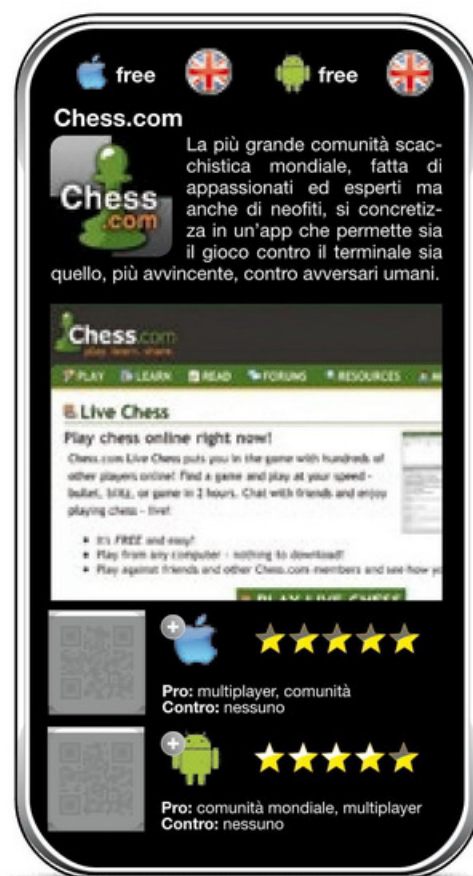 free free
Chess.com
Chess
.com
La più grande comunità scac-
chistica mondiale, fatta di
appassionati ed esperti ma
anche di neofiti, si concretiz-
za in un'app che permette sia
il gioco contro il terminale sia
quello, più avvincente, contro avversari umani.
Chess.com
play. learn. share.
PLAY LEARN READ FORUMS RESOURCES
Live Chess
Play chess online right now!
Chess.com Live Chess puts you in the game with hundreds of
other players online! Find a game and play at your speed -
bullet, blitz, or game in 2 hours. Chat with friends and enjoy
playing chess - live!
It's FREE and easy!
Play from any computer - nothing to download!
Play against friends and other Chess.com members and see how yo
PLAY LIVE CHESS
Pro: multiplayer, comunità
Contro: nessuno
Pro: comunità mondiale, multiplayer
Contro: nessuno